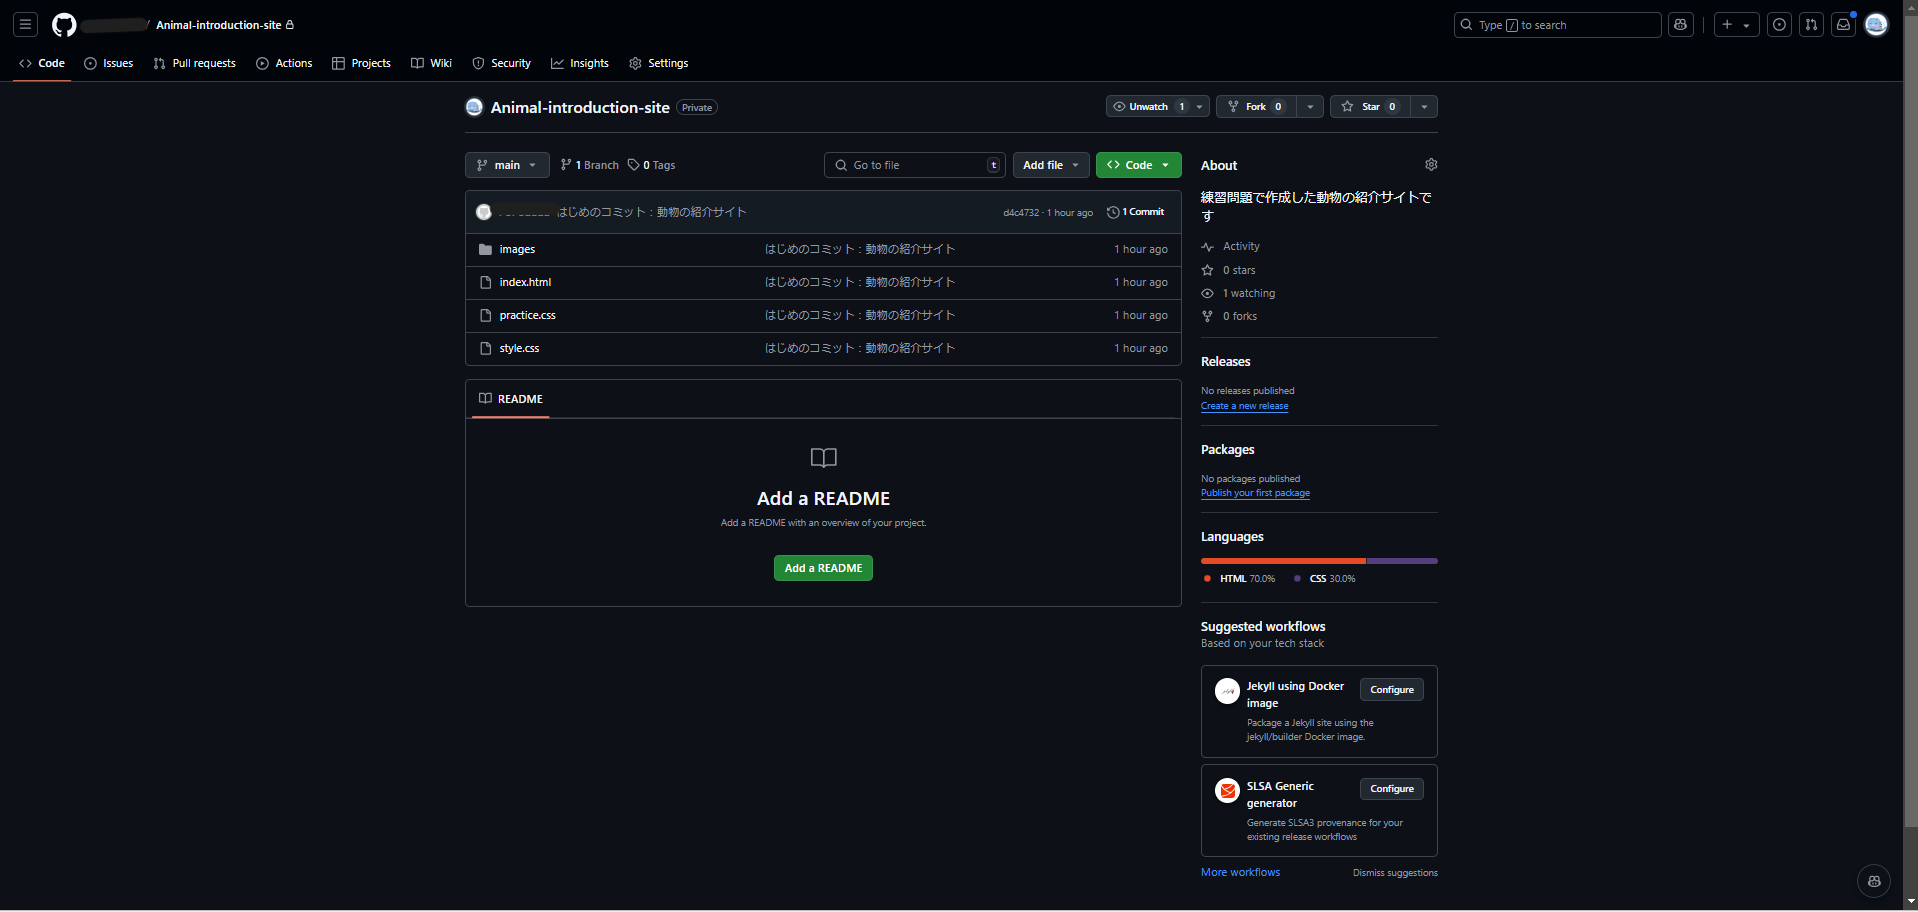 / Animal-introduction-site
Type / to search
Code Issues Pull requests Actions Projects Wiki Security Insights Settings
Animal-introduction-site Private
Unwatch 1 Fork 0 Star 0
main 1 Branch 0 Tags
Go to file t Add file Code
はじめのコミット：動物の紹介サイト d4c4732 · 1 hour ago 1 Commit
images はじめのコミット：動物の紹介サイト 1 hour ago
index.html はじめのコミット：動物の紹介サイト 1 hour ago
practice.css はじめのコミット：動物の紹介サイト 1 hour ago
style.css はじめのコミット：動物の紹介サイト 1 hour ago
README
Add a README
Add a README with an overview of your project.
Add a README
About
練習問題で作成した動物の紹介サイトで
す
Activity
0 stars
1 watching
0 forks
Releases
No releases published
Create a new release
Packages
No packages published
Publish your first package
Languages
HTML 70.0% CSS 30.0%
Suggested workflows
Based on your tech stack
Jekyll using Docker
image
Configure
Package a Jekyll site using the
jekyll/builder Docker image.
SLSA Generic
generator
Configure
Generate SLSA3 provenance for your
existing release workflows
More workflows Dismiss suggestions